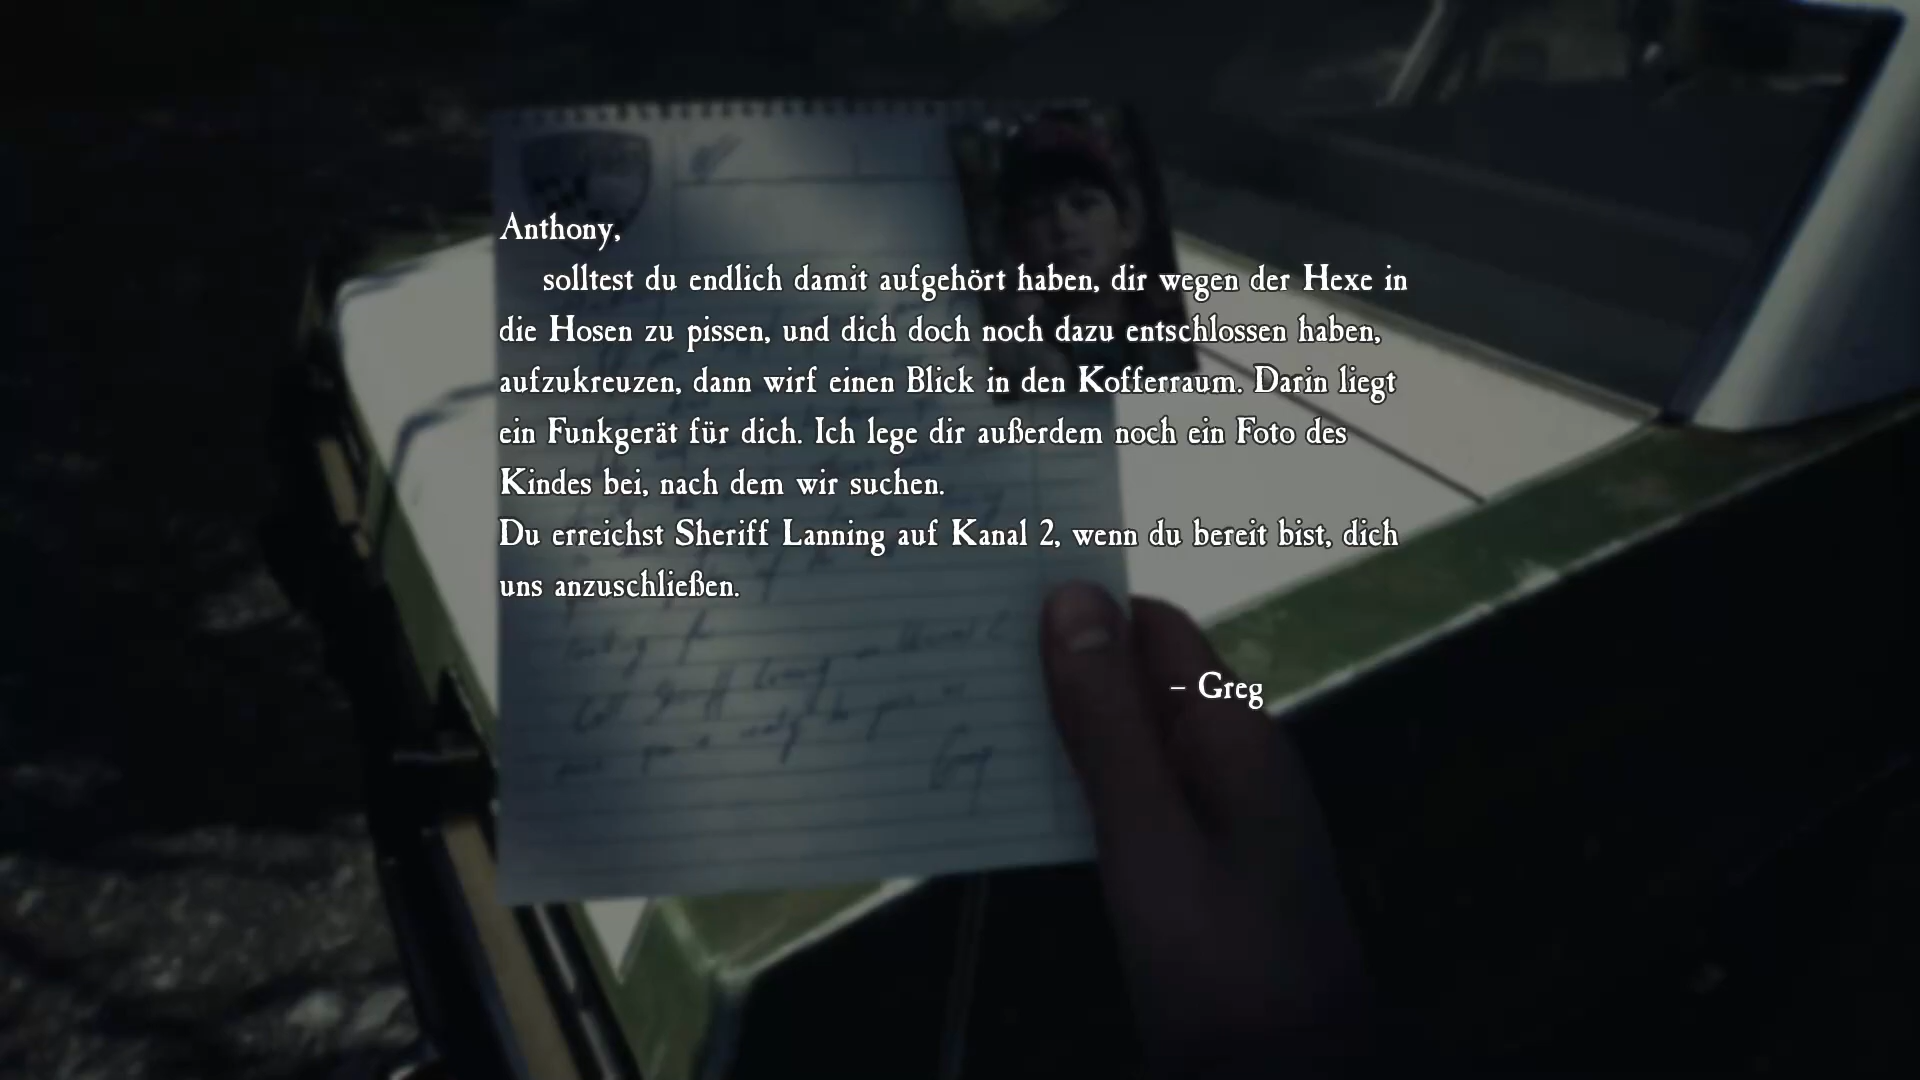 Anthony,
solltest du endlich damit aufgehört haben, dir wegen der Hexe in
die Hosen zu pissen, und dich doch noch dazu entschlossen haben,
aufzukreuzen, dann wirf einen Blick in den Kofferraum. Darin liegt
ein Funkgerät für dich. Ich lege dir außerdem noch ein Foto des
Kindes bei, nach dem wir suchen.
Du erreichst Sheriff Lanning auf Kanal 2, wenn du bereit bist, dich
uns anzuschließen.
– Greg